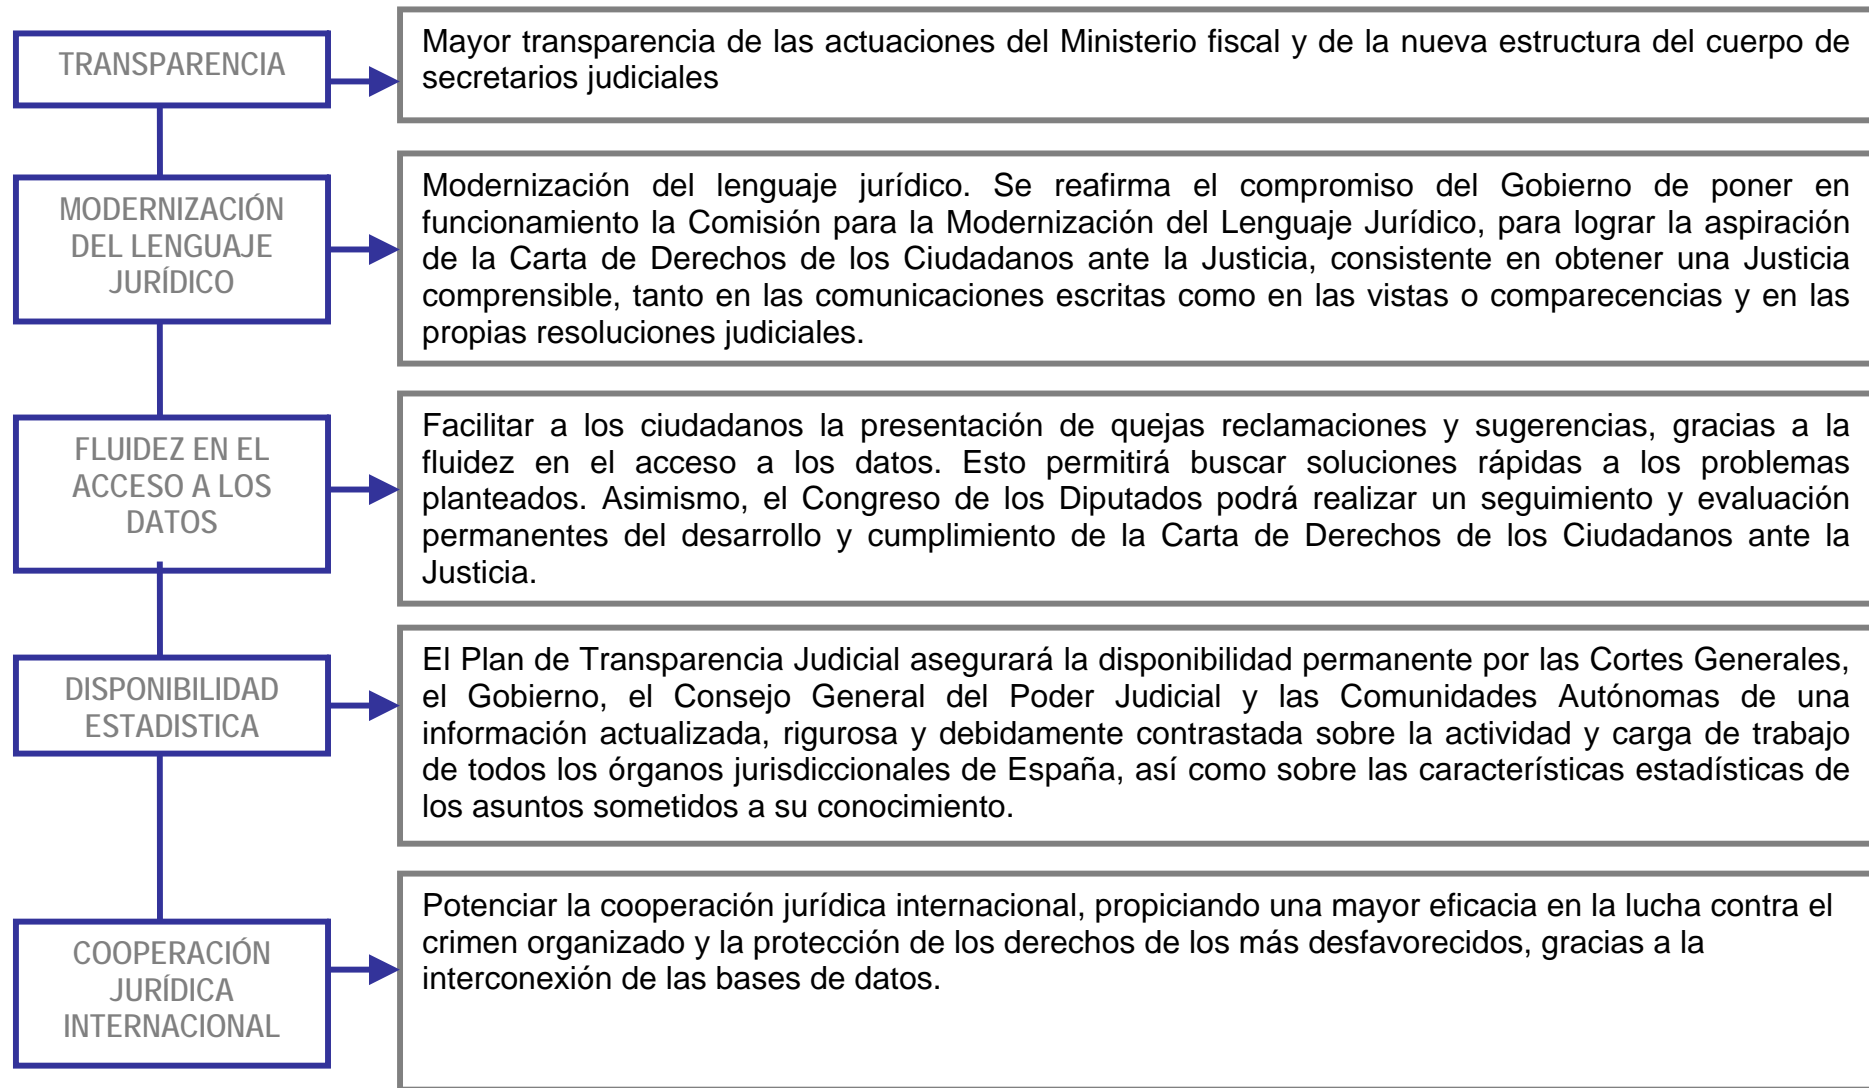 TRANSPARENCIA
Mayor transparencia de las actuaciones del Ministerio fiscal y de la nueva estructura del cuerpo de
secretarios judiciales
MODERNIZACIÓN
DEL LENGUAJE
JURÍDICO
Modernización del lenguaje jurídico. Se reafirma el compromiso del Gobierno de poner en
funcionamiento la Comisión para la Modernización del Lenguaje Jurídico, para lograr la aspiración
de la Carta de Derechos de los Ciudadanos ante la Justicia, consistente en obtener una Justicia
comprensible, tanto en las comunicaciones escritas como en las vistas o comparecencias y en las
propias resoluciones judiciales.
FLUIDEZ EN EL
ACCESO A LOS
DATOS
Facilitar a los ciudadanos la presentación de quejas reclamaciones y sugerencias, gracias a la
fluidez en el acceso a los datos. Esto permitirá buscar soluciones rápidas a los problemas
planteados. Asimismo, el Congreso de los Diputados podrá realizar un seguimiento y evaluación
permanentes del desarrollo y cumplimiento de la Carta de Derechos de los Ciudadanos ante la
Justicia.
DISPONIBILIDAD
ESTADISTICA
El Plan de Transparencia Judicial asegurará la disponibilidad permanente por las Cortes Generales,
el Gobierno, el Consejo General del Poder Judicial y las Comunidades Autónomas de una
información actualizada, rigurosa y debidamente contrastada sobre la actividad y carga de trabajo
de todos los órganos jurisdiccionales de España, así como sobre las características estadísticas de
los asuntos sometidos a su conocimiento.
COOPERACIÓN
JURÍDICA
INTERNACIONAL
Potenciar la cooperación jurídica internacional, propiciando una mayor eficacia en la lucha contra el
crimen organizado y la protección de los derechos de los más desfavorecidos, gracias a la
interconexión de las bases de datos.